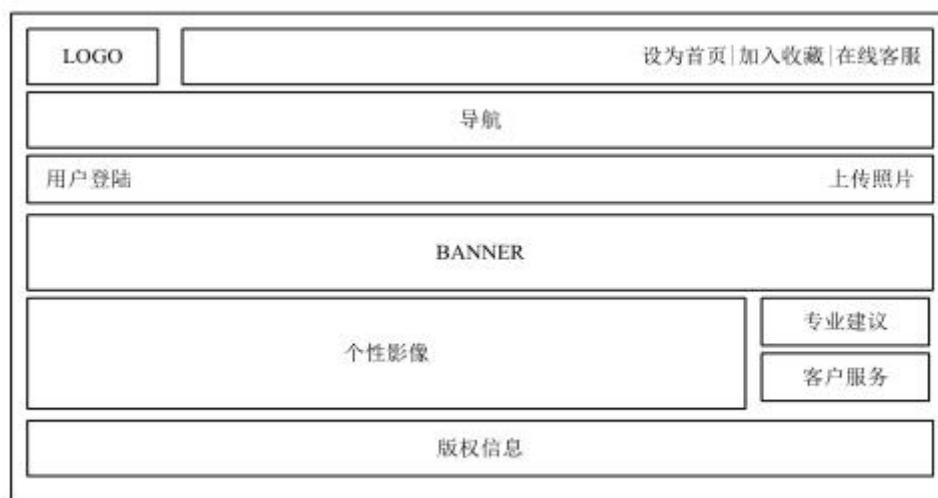 LOGO
设为首页|加入收藏|在线客服
导航
用户登陆
上传照片
BANNER
个性影像
专业建议
客户服务
版权信息